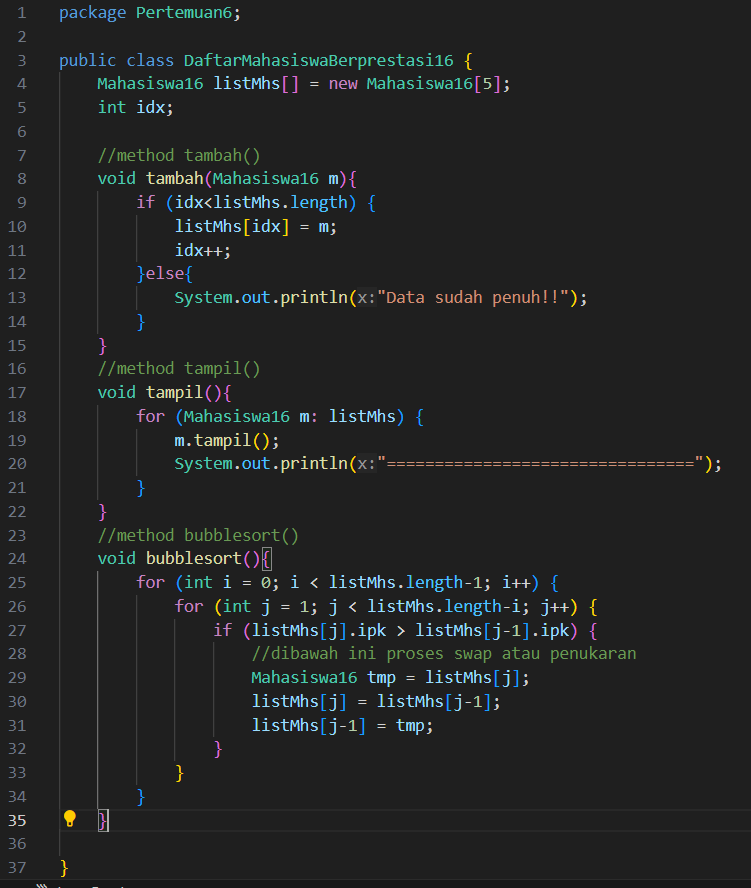 1 package Pertemuan6;
2
3 public class DaftarMahasiswaBerprestasi16 {
4     Mahasiswa16 listMhs[] = new Mahasiswa16[5];
5     int idx;
6
7     //method tambah()
8     void tambah(Mahasiswa16 m){
9         if (idx<listMhs.length) {
10             listMhs[idx] = m;
11             idx++;
12         }else{
13             System.out.println(x:"Data sudah penuh!!");
14         }
15     }
16     //method tampil()
17     void tampil(){
18         for (Mahasiswa16 m: listMhs) {
19             m.tampil();
20             System.out.println(x:"================================");
21         }
22     }
23     //method bubblesort()
24     void bubblesort(){
25         for (int i = 0; i < listMhs.length-1; i++) {
26             for (int j = 1; j < listMhs.length-i; j++) {
27                 if (listMhs[j].ipk > listMhs[j-1].ipk) {
28                     //dibawah ini proses swap atau penukaran
29                     Mahasiswa16 tmp = listMhs[j];
30                     listMhs[j] = listMhs[j-1];
31                     listMhs[j-1] = tmp;
32                 }
33             }
34         }
35     }
36
37 }